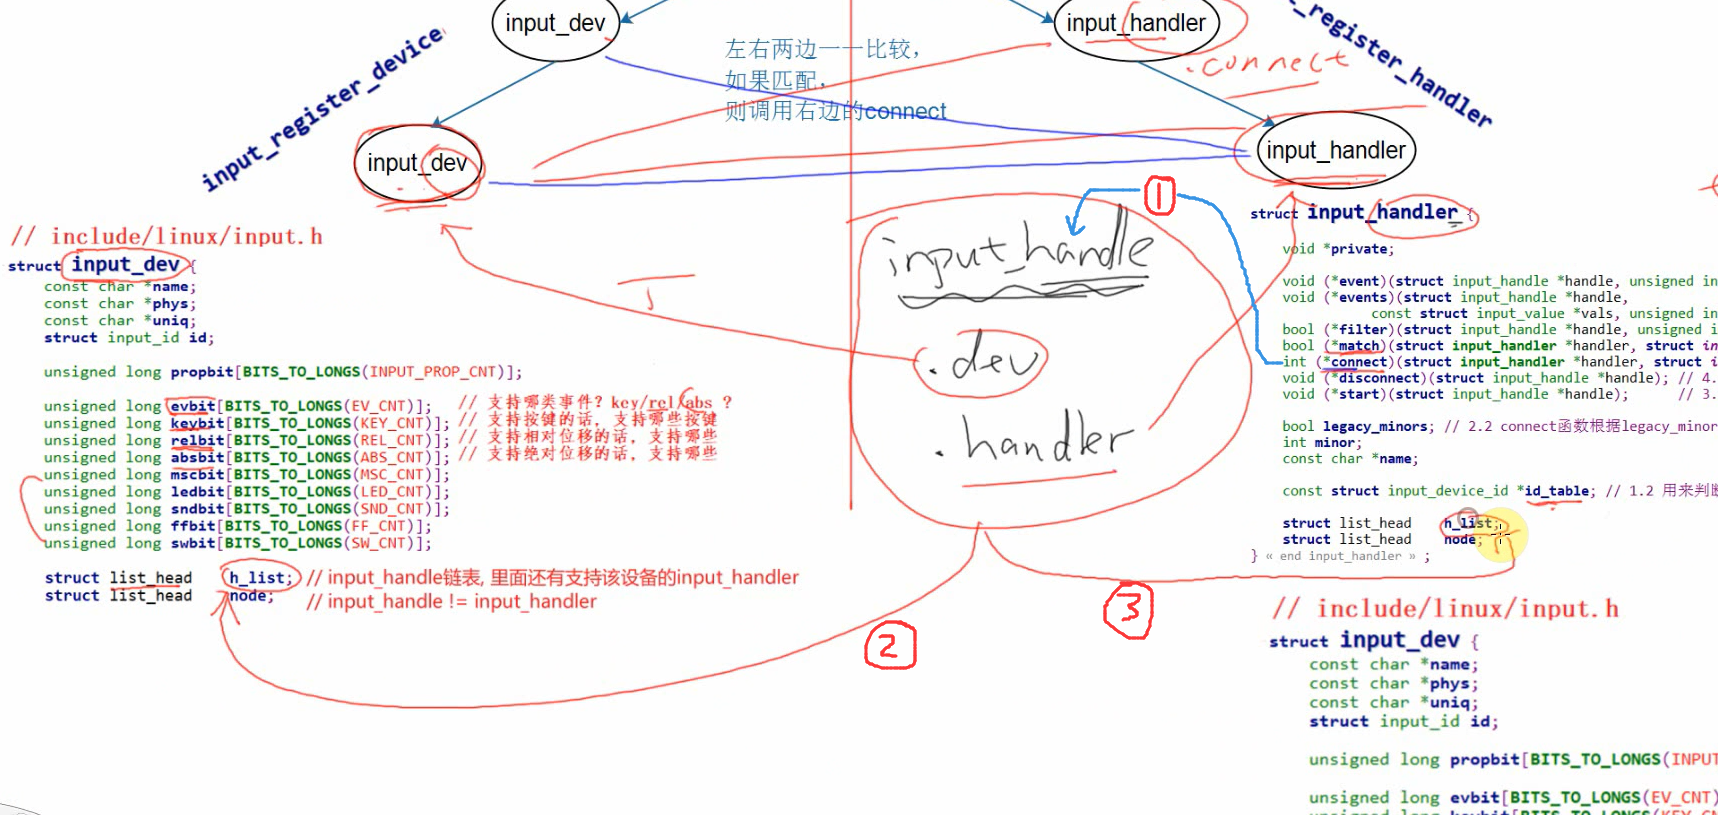 input_dev
input_handler
input_register_device
_register_handler
左右两边一一比较，
如果匹配，
则调用右边的connect
.connect
input_dev
input_handler
// include/linux/input.h
struct input_dev {
const char *name;
const char *phys;
const char *uniq;
struct input_id id;
unsigned long propbit[BITS_TO_LONGS(INPUT_PROP_CNT)];
unsigned long evbit[BITS_TO_LONGS(EV_CNT)]; // 支持哪类事件? key/rel/abs ?
unsigned long keybit[BITS_TO_LONGS(KEY_CNT)]; // 支持按键的话, 支持哪些按键
unsigned long relbit[BITS_TO_LONGS(REL_CNT)]; // 支持相对位移的话, 支持哪些
unsigned long absbit[BITS_TO_LONGS(ABS_CNT)]; // 支持绝对位移的话, 支持哪些
unsigned long mscbit[BITS_TO_LONGS(MSC_CNT)];
unsigned long ledbit[BITS_TO_LONGS(LED_CNT)];
unsigned long sndbit[BITS_TO_LONGS(SND_CNT)];
unsigned long ffbit[BITS_TO_LONGS(FF_CNT)];
unsigned long swbit[BITS_TO_LONGS(SW_CNT)];
struct list_head h_list; // input_handle链表, 里面还有支持该设备的input_handler
struct list_head node; // input_handle != input_handler
1
input_handle
.dev
.handler
2
3
struct input_handler {
void *private;
void (*event)(struct input_handle *handle, unsigned in
void (*events)(struct input_handle *handle,
const struct input_value *vals, unsigned in
bool (*filter)(struct input_handle *handle, unsigned i
bool (*match)(struct input_handler *handler, struct in
int (*connect)(struct input_handler *handler, struct i
void (*disconnect)(struct input_handle *handle); // 4.
void (*start)(struct input_handle *handle); // 3.
bool legacy_minors; // 2.2 connect函数根据legacy_minor
int minor;
const char *name;
const struct input_device_id *id_table; // 1.2 用来判断
struct list_head h_list;
struct list_head node;
} « end input_handler » ;
// include/linux/input.h
struct input_dev {
const char *name;
const char *phys;
const char *uniq;
struct input_id id;
unsigned long propbit[BITS_TO_LONGS(INPUT
unsigned long evbit[BITS_TO_LONGS(EV_CNT)